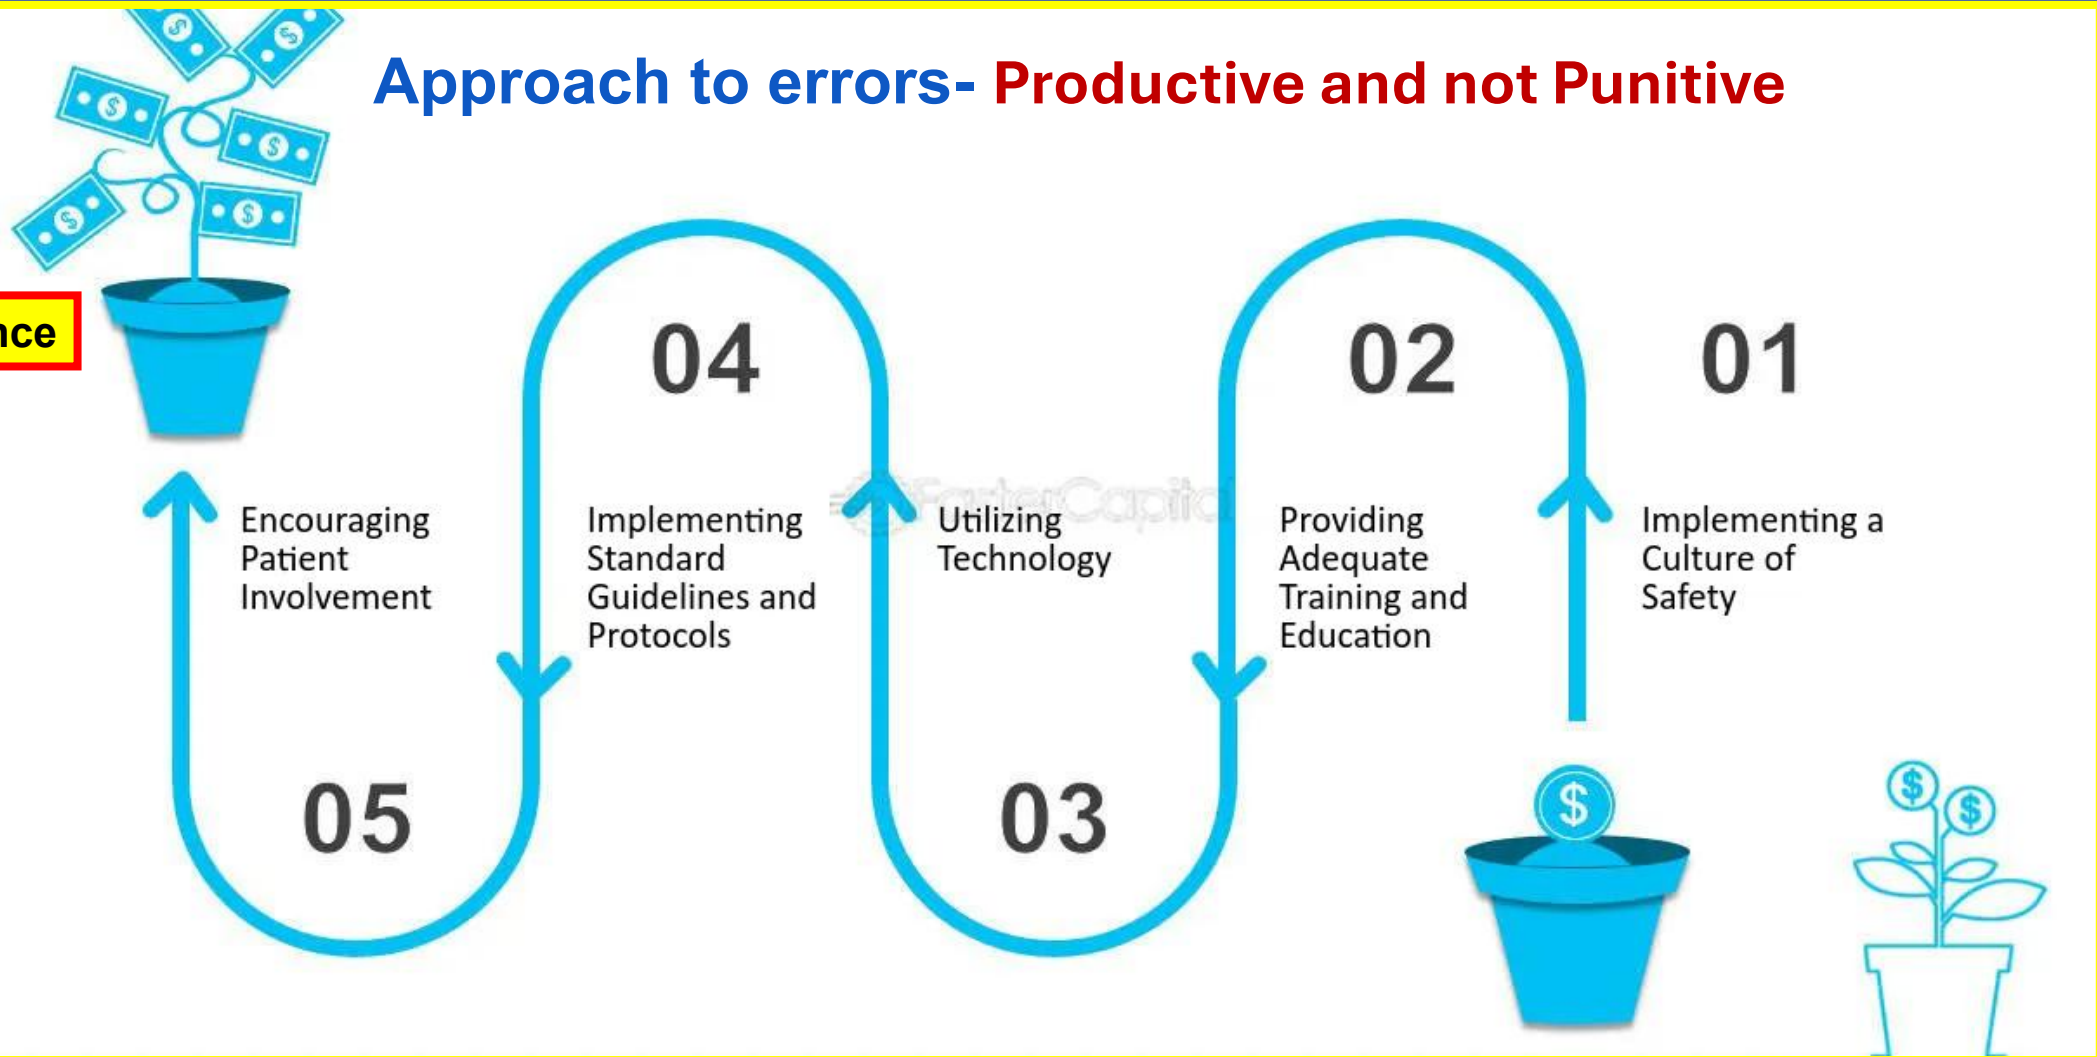 Approach to errors- Productive and not Punitive
nce
04
02
01
Encouraging
Patient
Involvement
Implementing
Standard
Guidelines and
Protocols
FasterCapital
Utilizing
Technology
Providing
Adequate
Training and
Education
Implementing a
Culture of
Safety
05
03